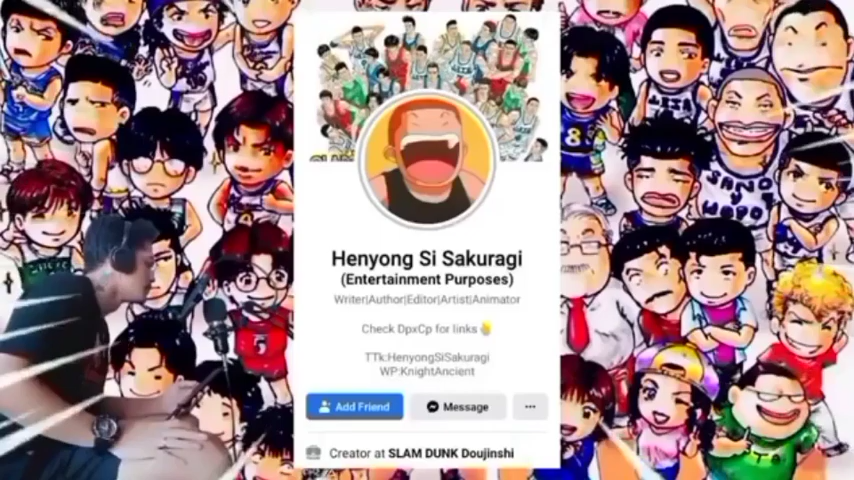 Henyong Si Sakuragi
(Entertainment Purposes)
Writer|Author|Editor|Artist|Animator
Check DpxCp for links
TTk:HenyongSiSakuragi
WP:KnightAncient
Add Friend
Message
Creator at SLAM DUNK Doujinshi
8